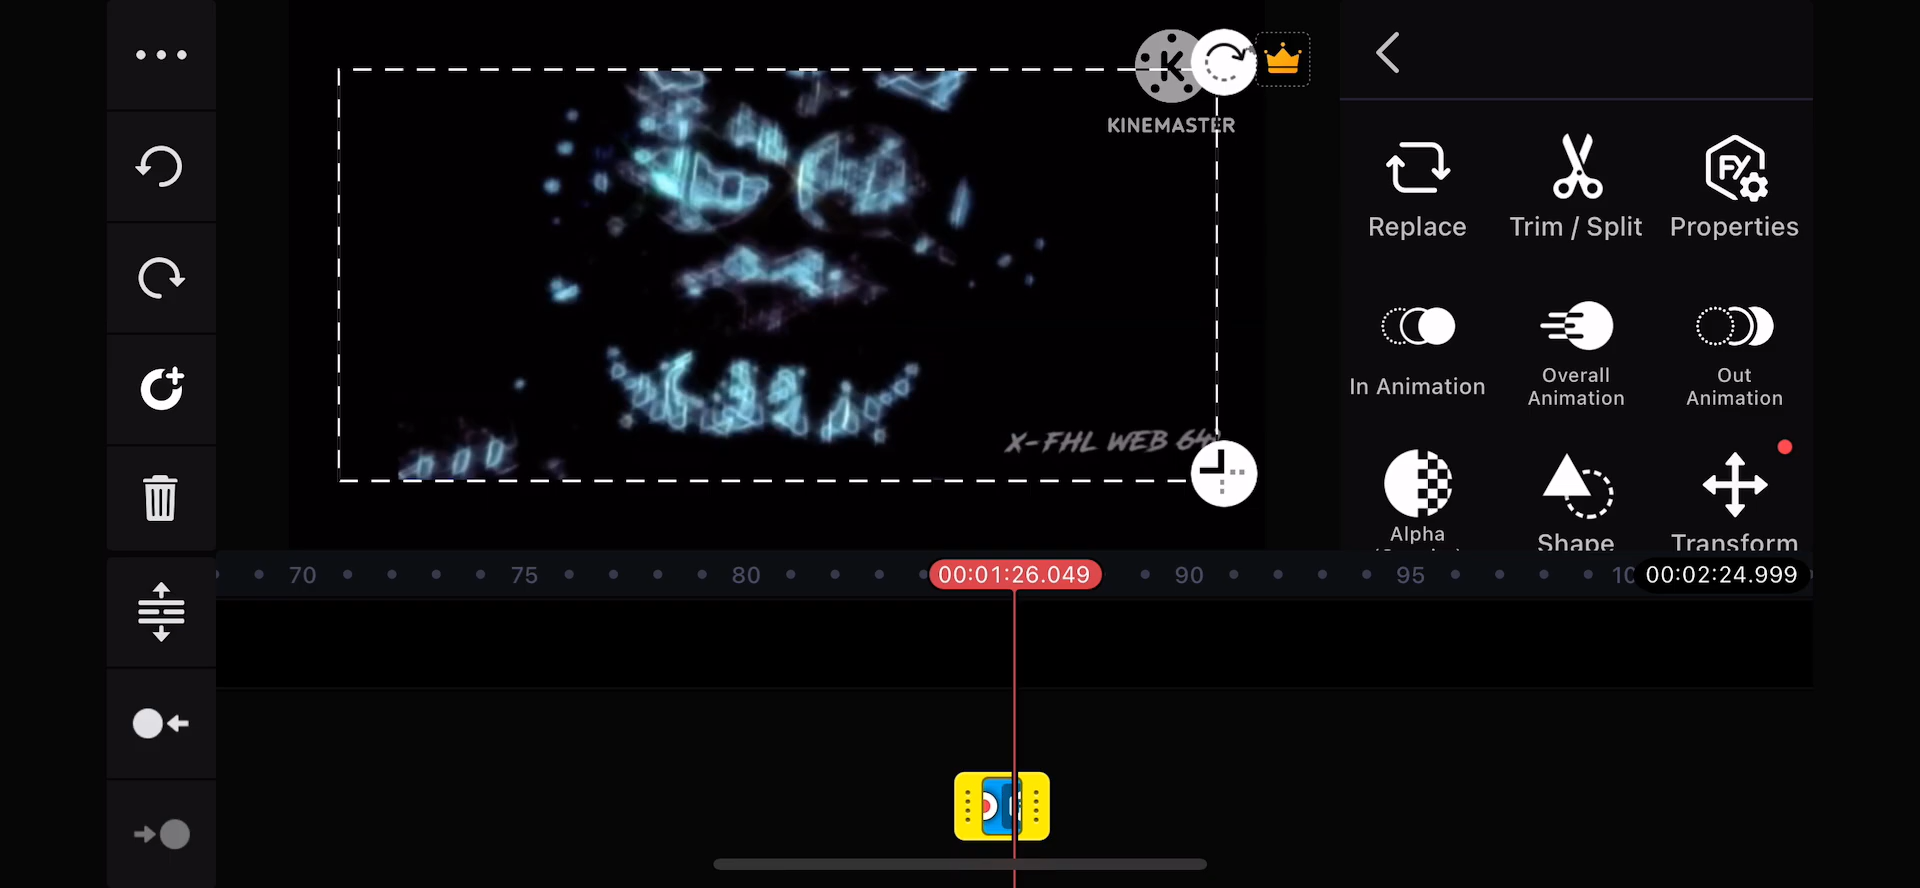 KINEMASTER
X-FHL WEB 64
Replace
Trim / Split
Properties
In Animation
Overall
Animation
Out
Animation
Alpha
Shape
Transform
70
75
80
00:01:26.049
90
95
00:02:24.999